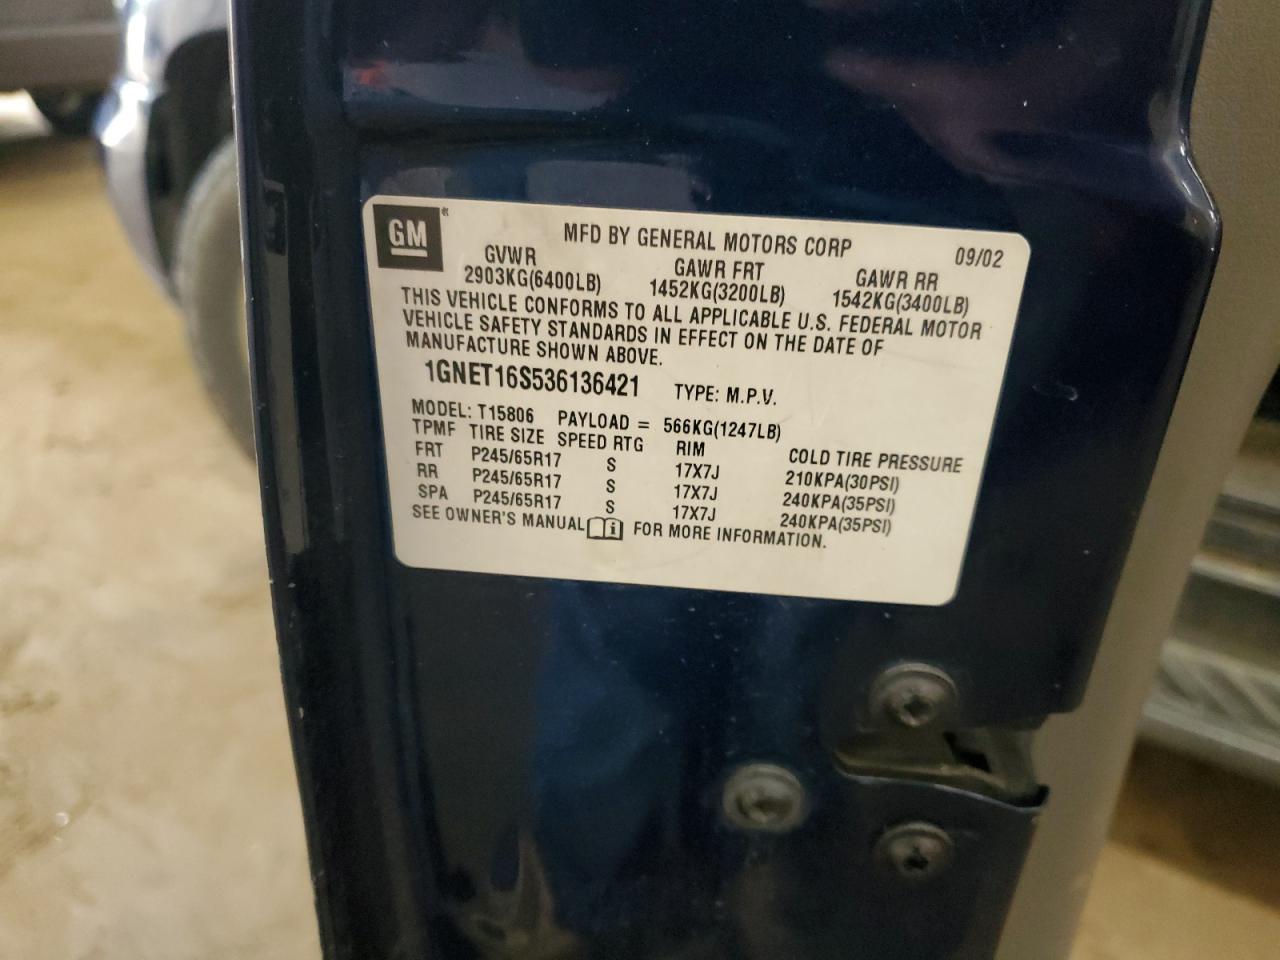 GM
MFD BY GENERAL MOTORS CORP 09/02
GVWR GAWR FRT GAWR RR
2903KG(6400LB) 1452KG(3200LB) 1542KG(3400LB)
THIS VEHICLE CONFORMS TO ALL APPLICABLE U.S. FEDERAL MOTOR
VEHICLE SAFETY STANDARDS IN EFFECT ON THE DATE OF
MANUFACTURE SHOWN ABOVE.
1GNET16S536136421 TYPE: M.P.V.
MODEL: T15806 PAYLOAD = 566KG(1247LB)
TPMF TIRE SIZE SPEED RTG RIM COLD TIRE PRESSURE
FRT P245/65R17 S 17X7J 210KPA(30PSI)
RR P245/65R17 S 17X7J 240KPA(35PSI)
SPA P245/65R17 S 17X7J 240KPA(35PSI)
SEE OWNER'S MANUAL i FOR MORE INFORMATION.